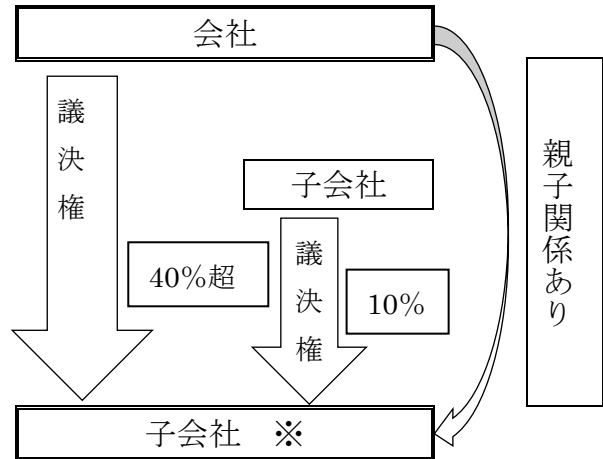 会社
議決権
子会社
40%超
議決権
10%
親子関係あり
子会社 ※